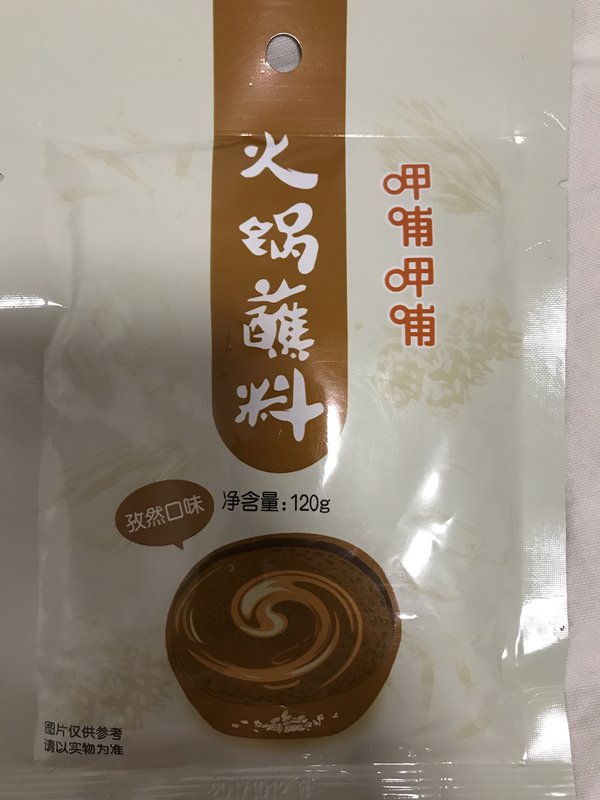 火锅蘸料
呷哺呷哺
孜然口味
净含量:120g
图片仅供参考
请以实物为准